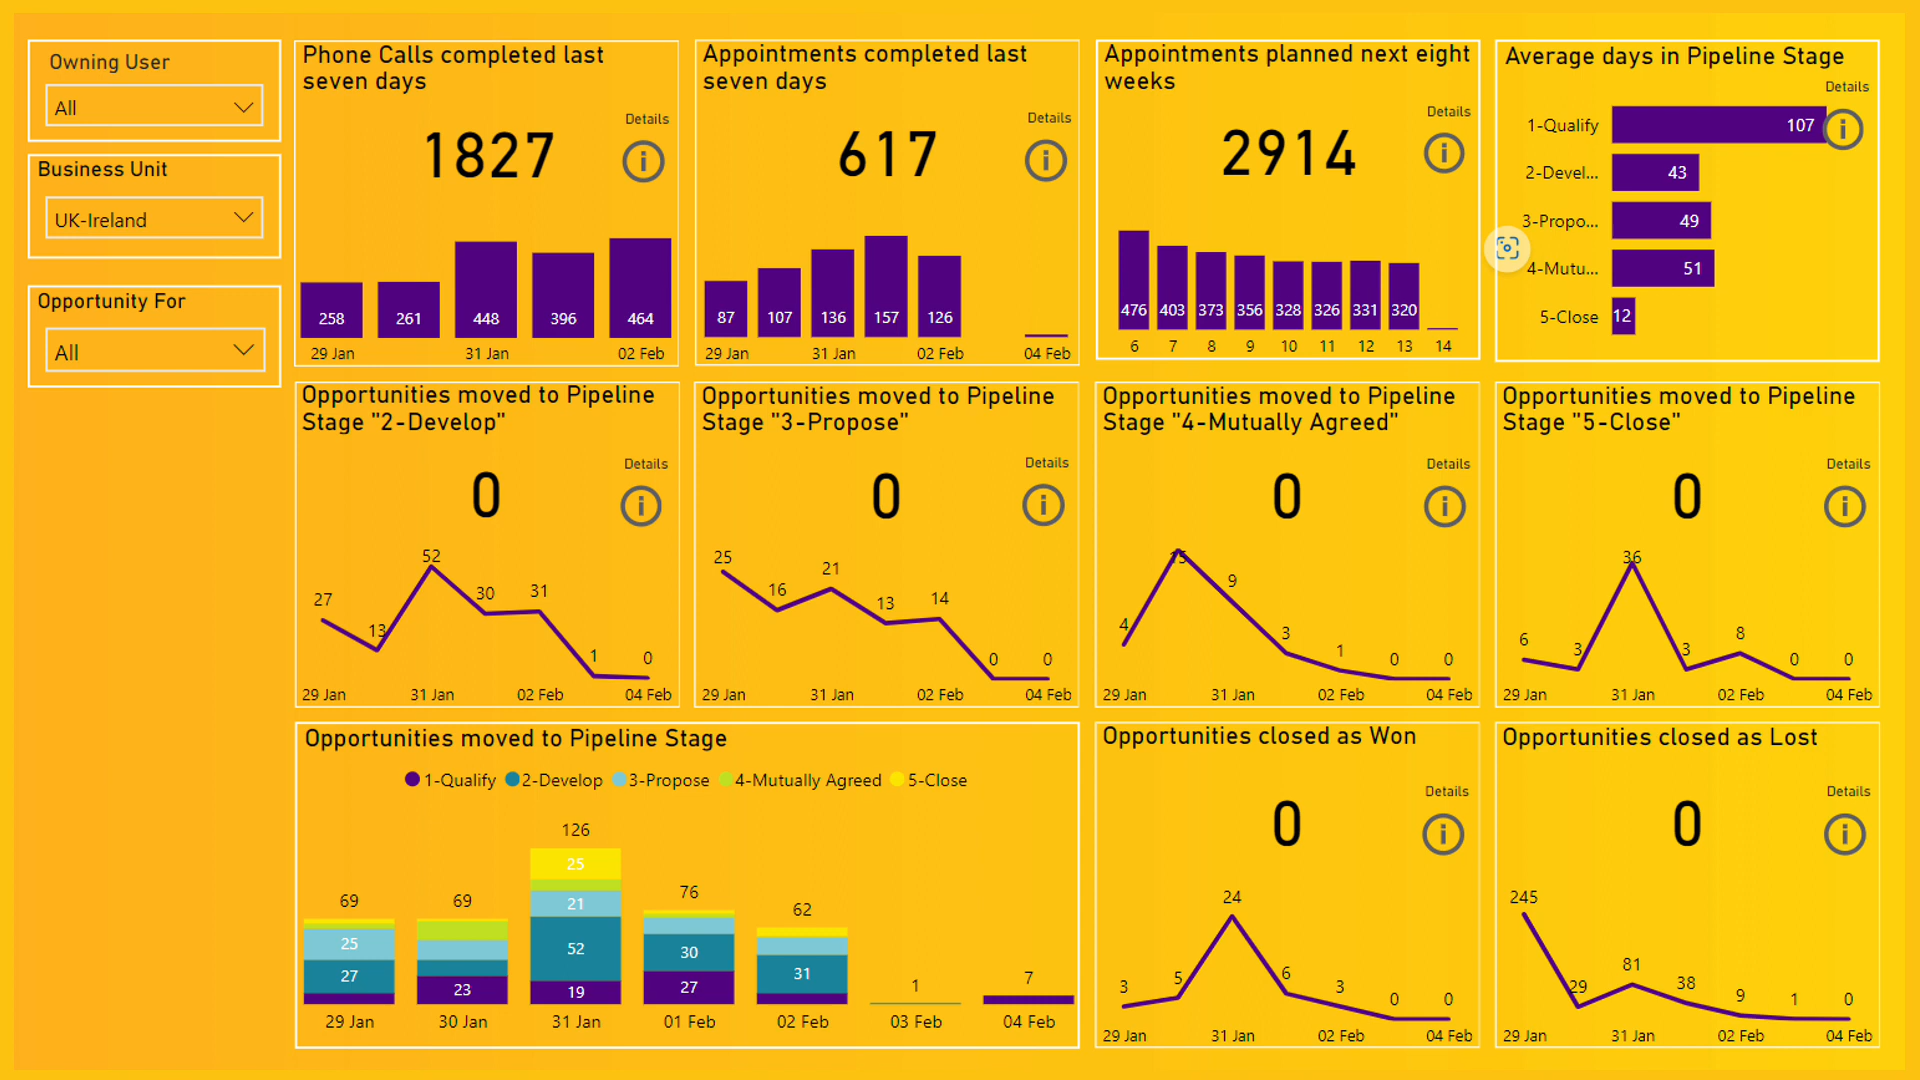 Owning User
All
Business Unit
UK-Ireland
Opportunity For
All
Phone Calls completed last
seven days
Details
1827
258 261 448 396 464
29 Jan 31 Jan 02 Feb
Appointments completed last
seven days
Details
617
87 107 136 157 126
29 Jan 31 Jan 02 Feb 04 Feb
Appointments planned next eight
weeks
Details
2914
476 403 373 356 328 326 331 320
6 7 8 9 10 11 12 13 14
Average days in Pipeline Stage
Details
1-Qualify 107
2-Devel... 43
3-Propo... 49
4-Mutu... 51
5-Close 12
Opportunities moved to Pipeline
Stage "2-Develop"
Details
0
27 13 52 30 31 1 0
29 Jan 31 Jan 02 Feb 04 Feb
Opportunities moved to Pipeline
Stage "3-Propose"
Details
0
25 16 21 13 14 0 0
29 Jan 31 Jan 02 Feb 04 Feb
Opportunities moved to Pipeline
Stage "4-Mutually Agreed"
Details
0
4 15 9 3 1 0 0
29 Jan 31 Jan 02 Feb 04 Feb
Opportunities moved to Pipeline
Stage "5-Close"
Details
0
6 3 36 3 8 0 0
29 Jan 31 Jan 02 Feb 04 Feb
Opportunities moved to Pipeline Stage
1-Qualify 2-Develop 3-Propose 4-Mutually Agreed 5-Close
69 69 126 76 62 1 7
25
25 21
27 52 30 31
23 19 27
29 Jan 30 Jan 31 Jan 01 Feb 02 Feb 03 Feb 04 Feb
Opportunities closed as Won
Details
0
3 5 24 6 3 0 0
29 Jan 31 Jan 02 Feb 04 Feb
Opportunities closed as Lost
Details
0
245 29 81 38 9 1 0
29 Jan 31 Jan 02 Feb 04 Feb